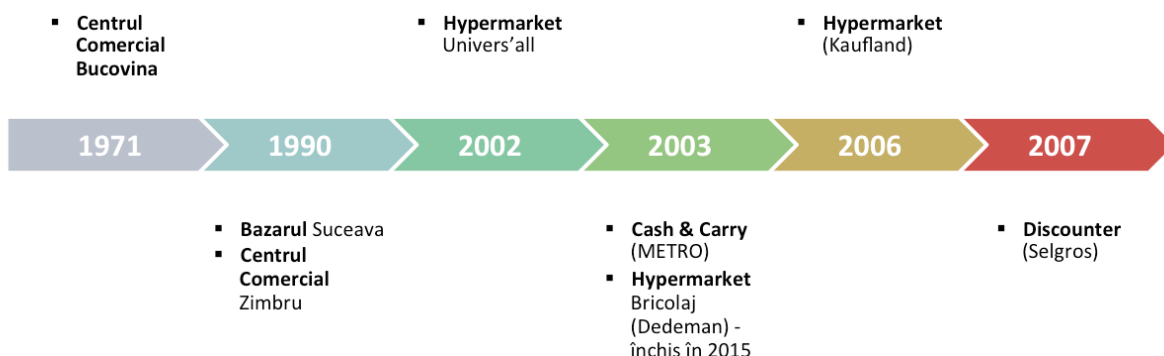 ▪ Centrul
Comercial
Bucovina
▪ Hypermarket
Univers’all
▪ Hypermarket
(Kaufland)
1971
1990
2002
2003
2006
2007
▪ Bazarul Suceava
▪ Centrul
Comercial
Zimbru
▪ Cash & Carry
(METRO)
▪ Hypermarket
Bricolaj
(Dedeman) -
închis în 2015
▪ Discounter
(Selgros)